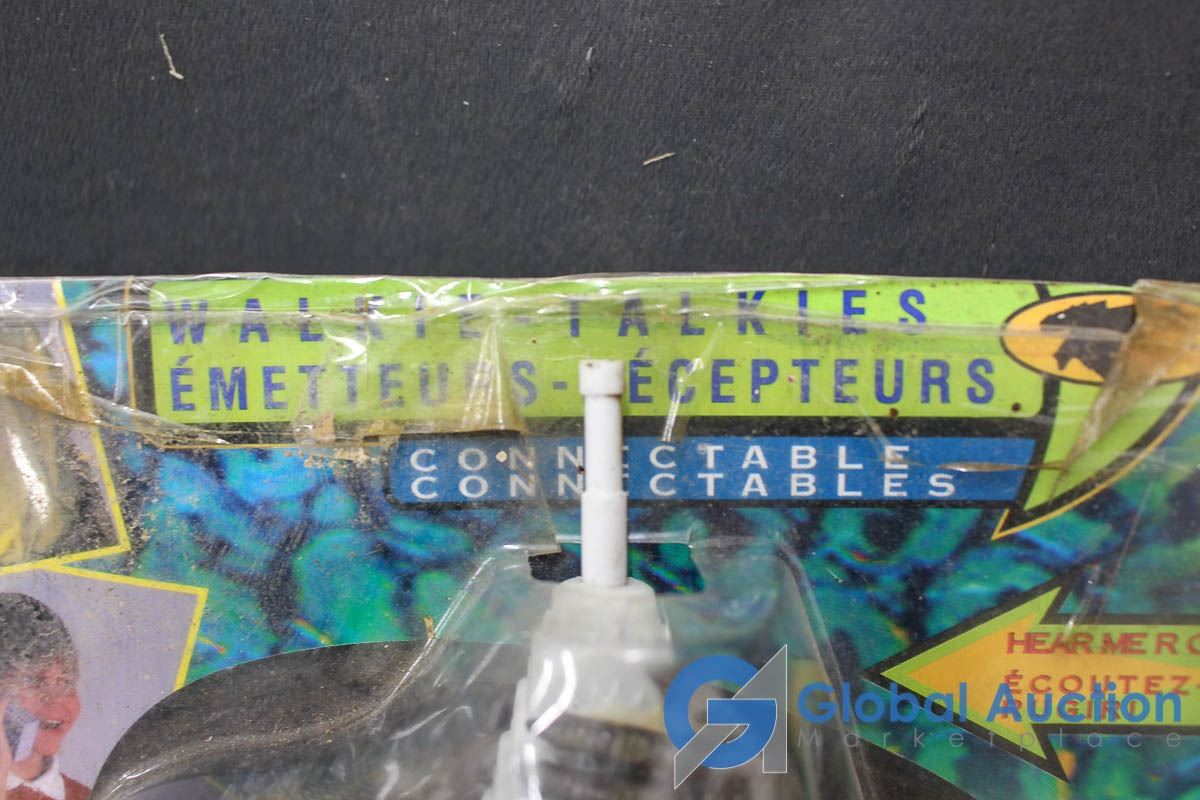 WALKIE-TALKIES
ÉMETTEURS-RÉCEPTEURS
CONNECTABLE
CONNECTABLES
HEAR ME R
ÉCOUTEZ-
Global Auction
Marketplace